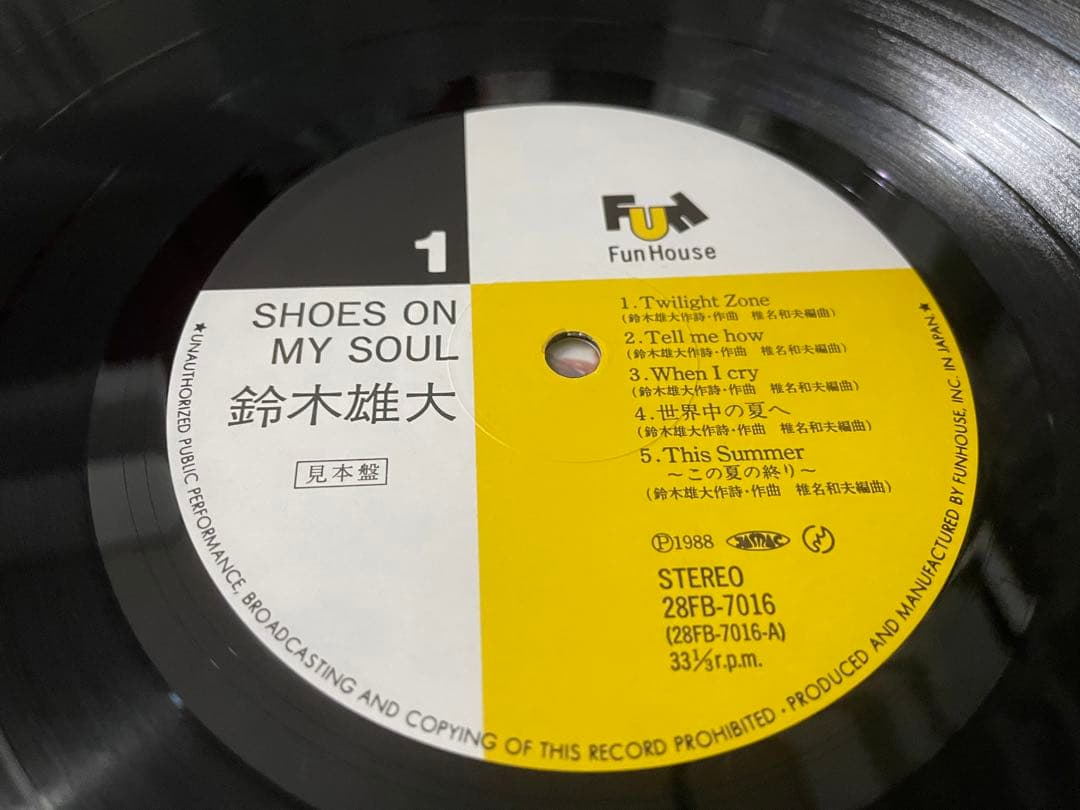 1
Fun
Fun House
SHOES ON
MY SOUL
鈴木雄大
見本盤
1.Twilight Zone
(鈴木雄大作詩・作曲 椎名和夫編曲)
2.Tell me how
(鈴木雄大作詩・作曲 椎名和夫編曲)
3.When I cry
(鈴木雄大作詩・作曲 椎名和夫編曲)
4.世界中の夏へ
(鈴木雄大作詩・作曲 椎名和夫編曲)
5.This Summer
〜この夏の終り〜
(鈴木雄大作詩・作曲 椎名和夫編曲)
Ⓟ1988 JASRAC
STEREO
28FB-7016
(28FB-7016-A)
33⅓r.p.m.
★UNAUTHORIZED PUBLIC PERFORMANCE, BROADCASTING AND COPYING OF THIS RECORD PROHIBITED・PRODUCED AND MANUFACTURED BY FUNHOUSE, INC. IN JAPAN★